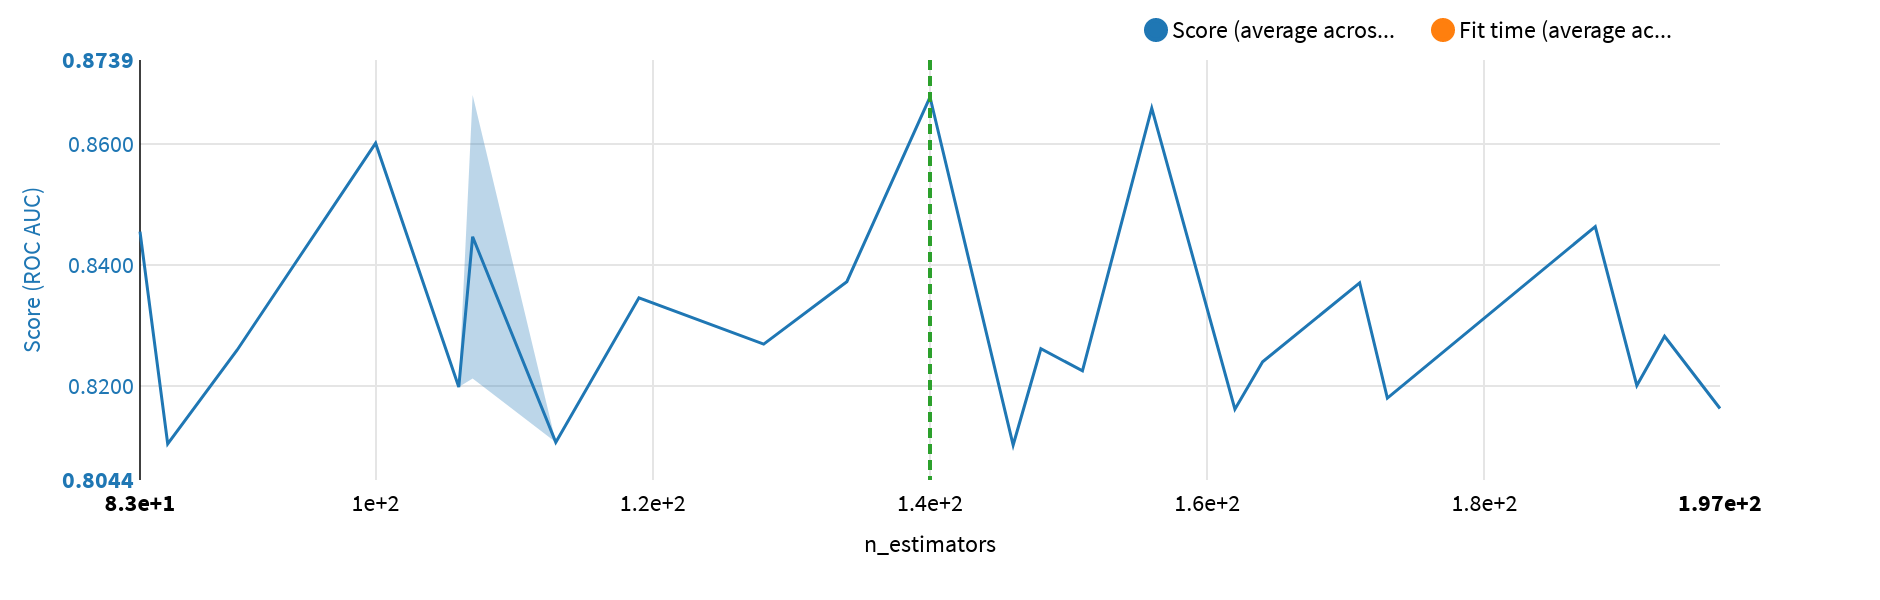 Score (average acros...
Fit time (average ac...
0.8739
0.8600
0.8400
0.8200
0.8044
Score (ROC AUC)
8.3e+1
1e+2
1.2e+2
1.4e+2
1.6e+2
1.8e+2
1.97e+2
n_estimators